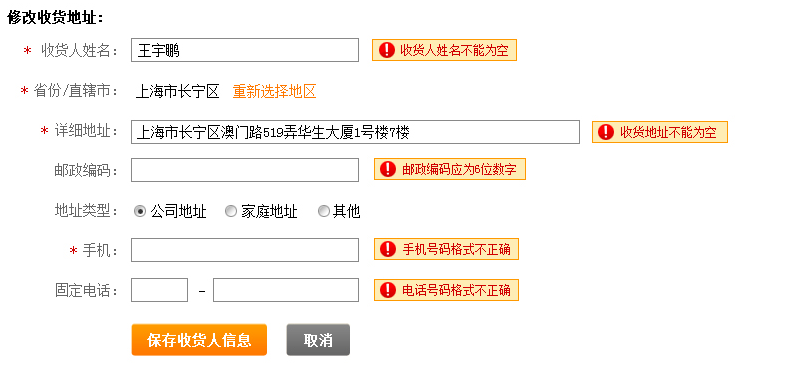 修改收货地址：
* 收货人姓名： 王宇鹏 收货人姓名不能为空
* 省份/直辖市： 上海市长宁区 重新选择地区
* 详细地址： 上海市长宁区澳门路519弄华生大厦1号楼7楼 收货地址不能为空
邮政编码： 邮政编码应为6位数字
地址类型： 公司地址 家庭地址 其他
* 手机： 手机号码格式不正确
固定电话： - 电话号码格式不正确
保存收货人信息 取消